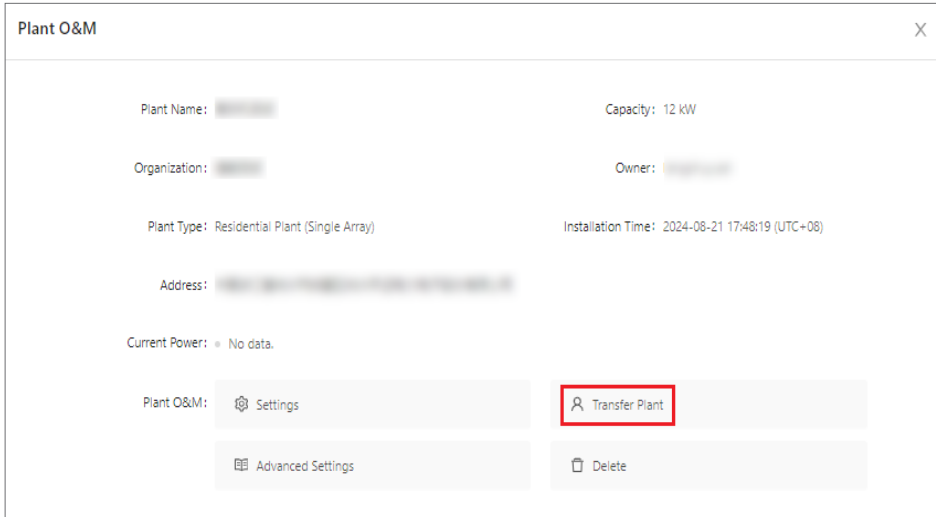 Plant O&M
X
Plant Name:
Capacity: 12 kW
Organization:
Owner:
Plant Type: Residential Plant (Single Array)
Installation Time: 2024-08-21 17:48:19 (UTC+08)
Address:
Current Power: No data.
Plant O&M:
Settings
Transfer Plant
Advanced Settings
Delete